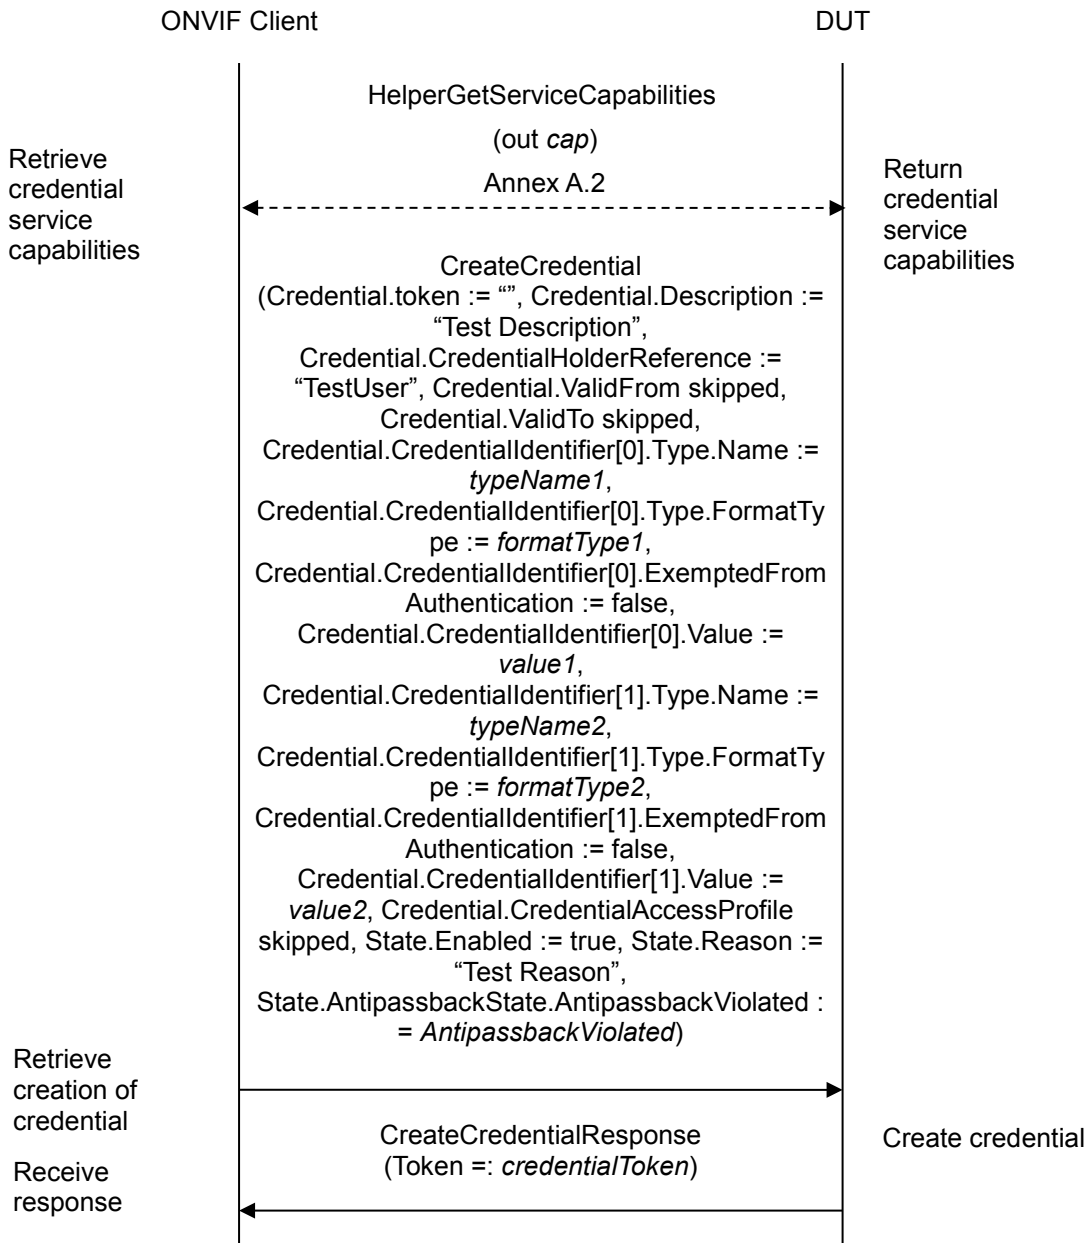 ONVIF Client
DUT
HelperGetServiceCapabilities
(out cap)
Annex A.2
Retrieve
credential
service
capabilities
Return
credential
service
capabilities
CreateCredential
(Credential.token := “”, Credential.Description :=
“Test Description”,
Credential.CredentialHolderReference :=
“TestUser”, Credential.ValidFrom skipped,
Credential.ValidTo skipped,
Credential.CredentialIdentifier[0].Type.Name :=
typeName1,
Credential.CredentialIdentifier[0].Type.FormatTy
pe := formatType1,
Credential.CredentialIdentifier[0].ExemptedFrom
Authentication := false,
Credential.CredentialIdentifier[0].Value :=
value1,
Credential.CredentialIdentifier[1].Type.Name :=
typeName2,
Credential.CredentialIdentifier[1].Type.FormatTy
pe := formatType2,
Credential.CredentialIdentifier[1].ExemptedFrom
Authentication := false,
Credential.CredentialIdentifier[1].Value :=
value2, Credential.CredentialAccessProfile
skipped, State.Enabled := true, State.Reason :=
“Test Reason”,
State.AntipassbackState.AntipassbackViolated :
= AntipassbackViolated)
Retrieve
creation of
credential
CreateCredentialResponse
(Token =: credentialToken)
Create credential
Receive
response